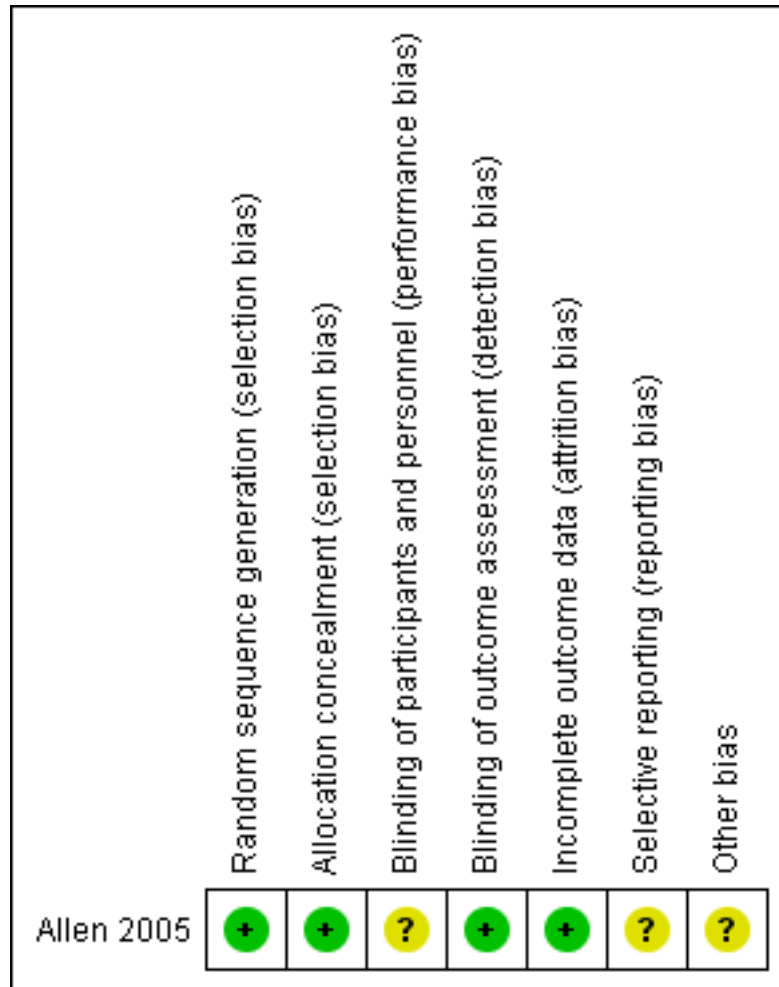 Random sequence generation (selection bias)
Allocation concealment (selection bias)
Blinding of participants and personnel (performance bias)
Blinding of outcome assessment (detection bias)
Incomplete outcome data (attrition bias)
Selective reporting (reporting bias)
Other bias
Allen 2005 + + ? + + ? ?